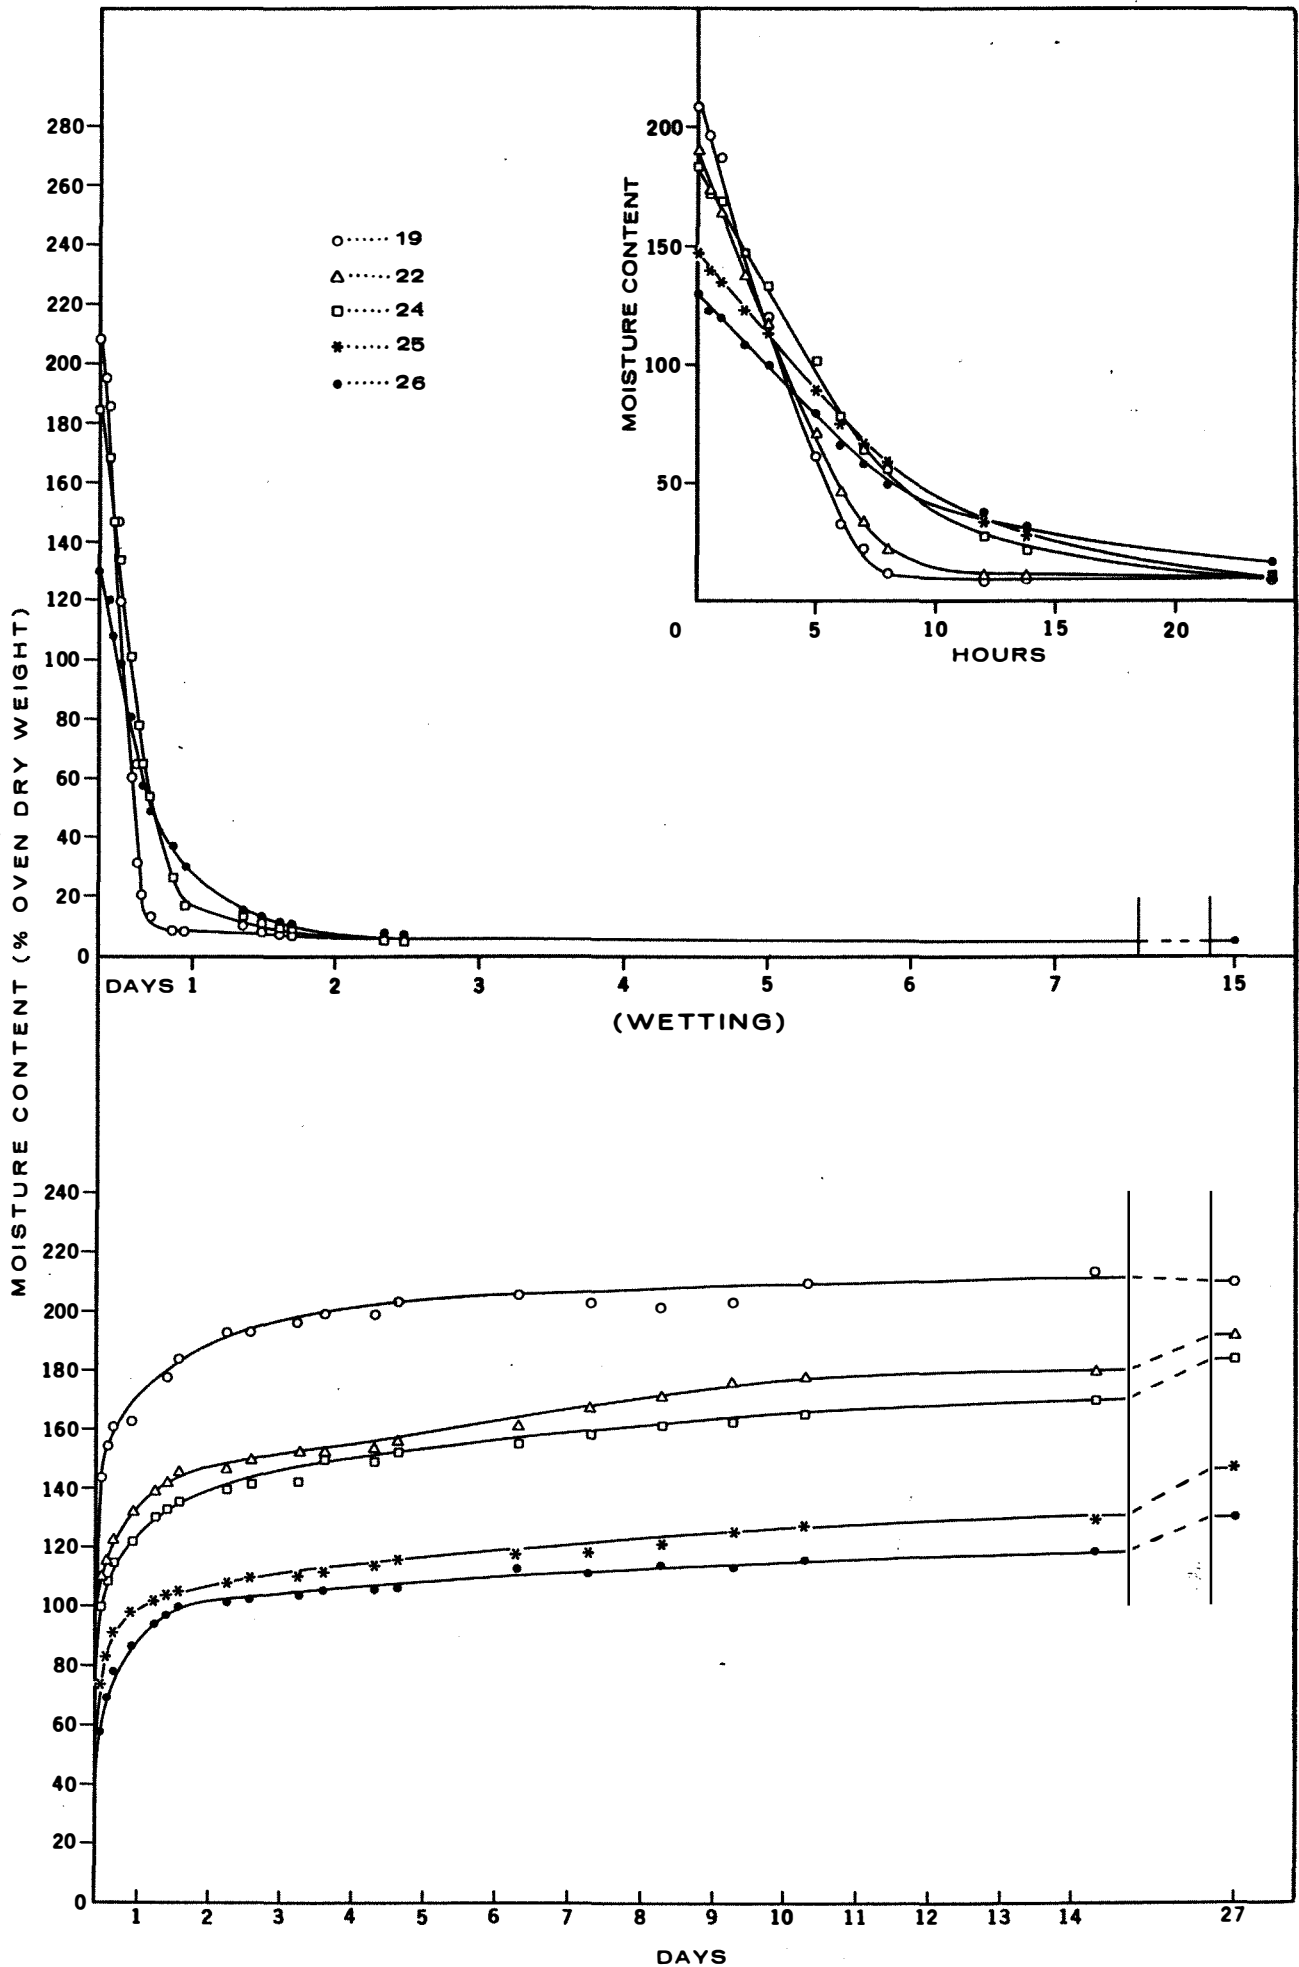 280
260
240
220
200
180
160
140
120
100
80
60
40
20
0
○ ······ 19
△ ······ 22
□ ······ 24
* ······ 25
● ······ 26
MOISTURE CONTENT
200
150
100
50
0 5 10 15 20
HOURS
DAYS 1 2 3 4 5 6 7 15
(WETTING)
MOISTURE CONTENT (% OVEN DRY WEIGHT)
240
220
200
180
160
140
120
100
80
60
40
20
0
1 2 3 4 5 6 7 8 9 10 11 12 13 14 27
DAYS